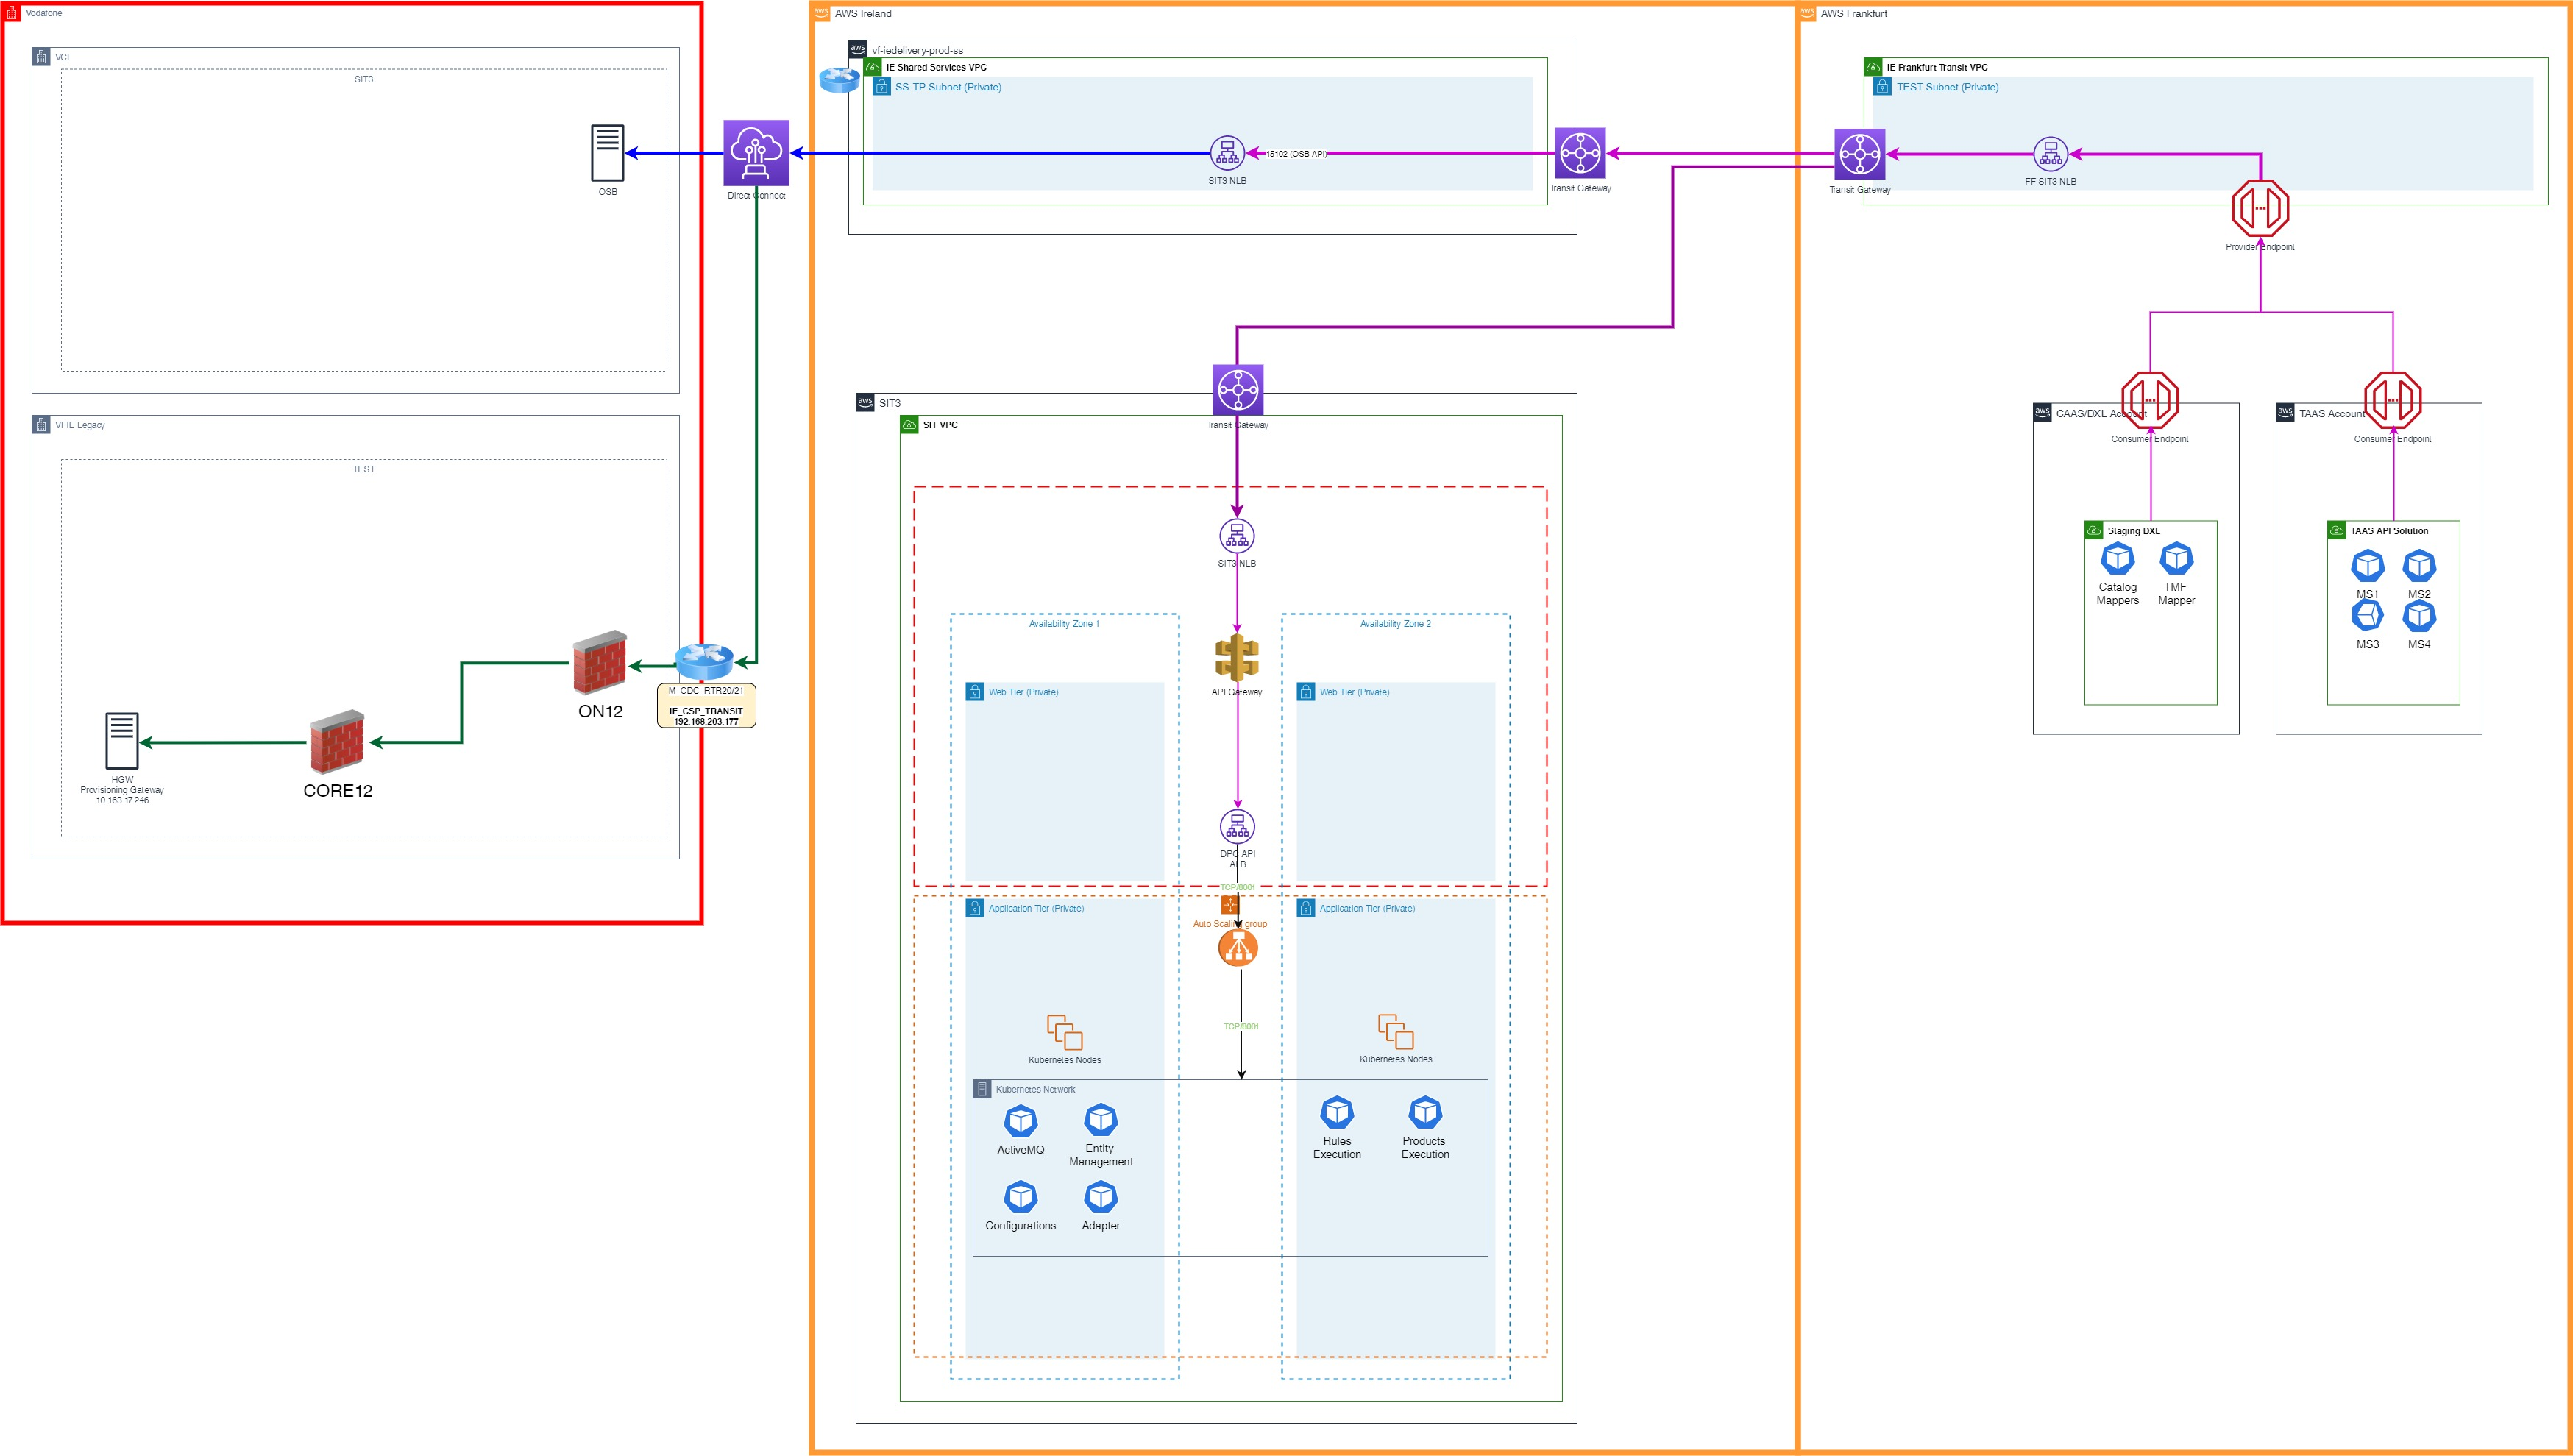 Vodafone
VCI
SIT3
OSB
Direct Connect
VFIE Legacy
TEST
ON12
M_CDC_RTR20/21
IE_CSP_TRANSIT
192.168.203.177
CORE12
HGW
Provisioning Gateway
10.163.17.246
aws
AWS Ireland
aws
vf-iedelivery-prod-ss
IE Shared Services VPC
SS-TP-Subnet (Private)
15102 (OSB API)
SIT3 NLB
Transit Gateway
aws
SIT3
Transit Gateway
SIT VPC
SIT3 NLB
Availability Zone 1
Availability Zone 2
API Gateway
Web Tier (Private)
Web Tier (Private)
DPC API
ALB
TCP/8001
Application Tier (Private)
Application Tier (Private)
Auto Scaling group
TCP/8001
Kubernetes Nodes
Kubernetes Nodes
Kubernetes Network
ActiveMQ
Entity
Management
Rules
Execution
Products
Execution
Configurations
Adapter
aws
AWS Frankfurt
IE Frankfurt Transit VPC
TEST Subnet (Private)
Transit Gateway
FF SIT3 NLB
Provider Endpoint
aws
CAAS/DXL Account
Consumer Endpoint
Staging DXL
Catalog
Mappers
TMF
Mapper
aws
TAAS Account
Consumer Endpoint
TAAS API Solution
MS1
MS2
MS3
MS4